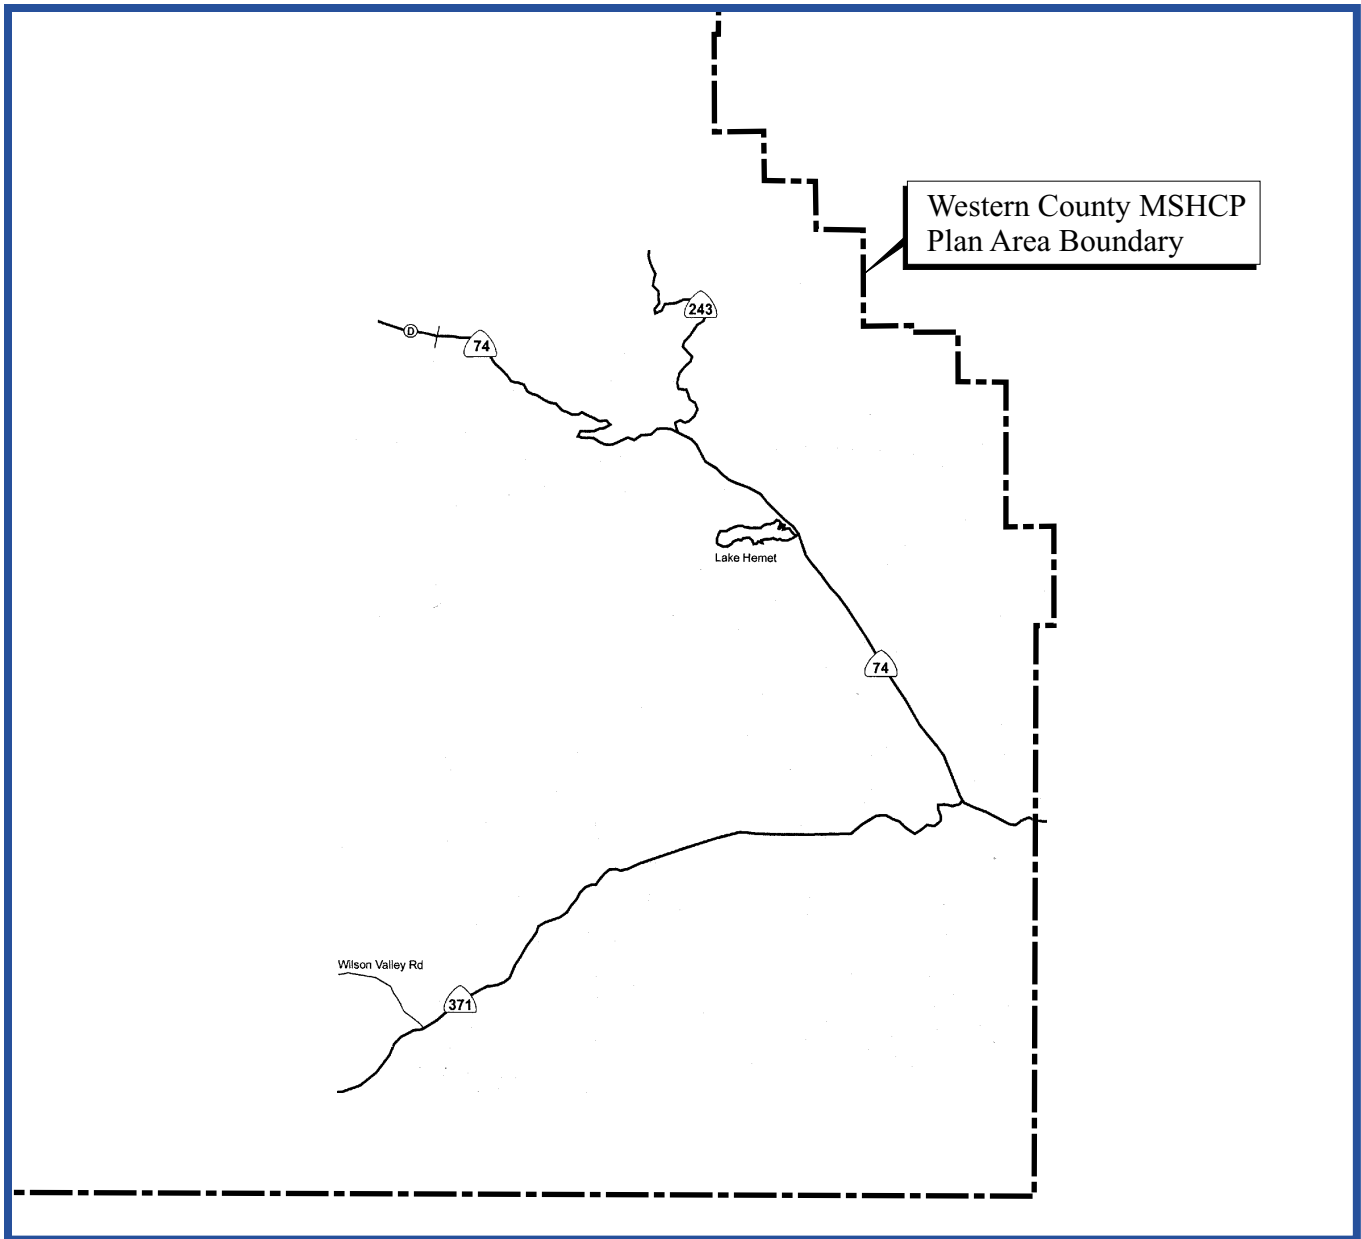 Western County MSHCP
Plan Area Boundary
243
D
74
Lake Hemet
74
Wilson Valley Rd
371